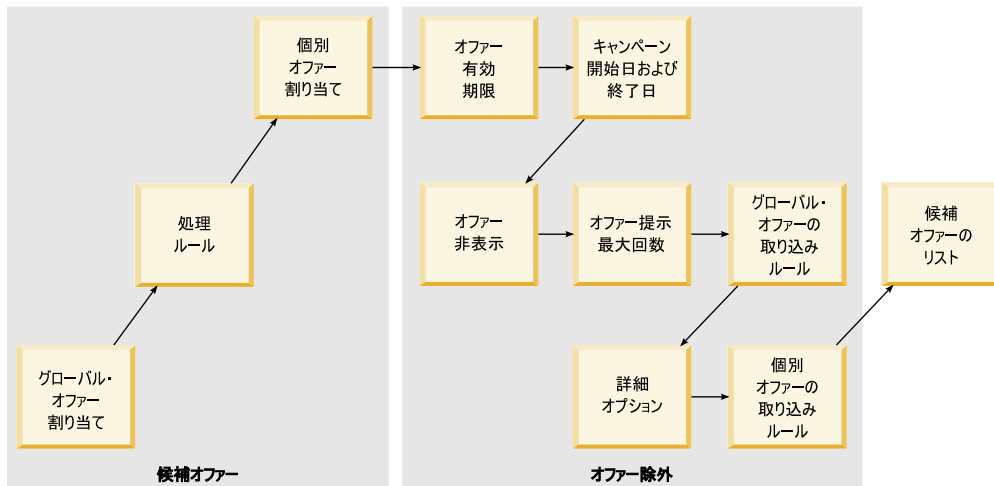 グローバル・
オファー
割り当て
処理
ルール
個別
オファー
割り当て
候補オファー
オファー
有効
期限
キャンペーン
開始日および
終了日
オファー
非表示
オファー提示
最大回数
グローバル・
オファーの
取り込み
ルール
詳細
オプション
個別
オファーの
取り込み
ルール
オファー除外
候補
オファーの
リスト